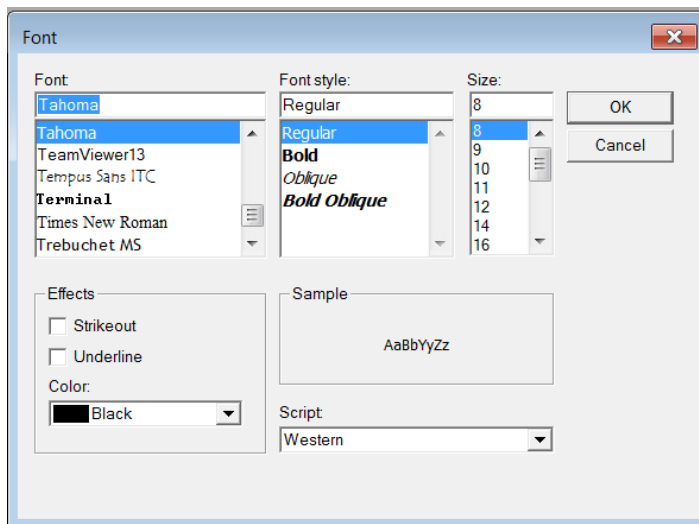 Font
Font:
Tahoma
Tahoma
TeamViewer13
Tempus Sans ITC
Terminal
Times New Roman
Trebuchet MS
Font style:
Regular
Regular
Bold
Oblique
Bold Oblique
Size:
8
8
9
10
11
12
14
16
OK
Cancel
Effects
Strikeout
Underline
Color:
Black
Sample
AaBbYyZz
Script:
Western